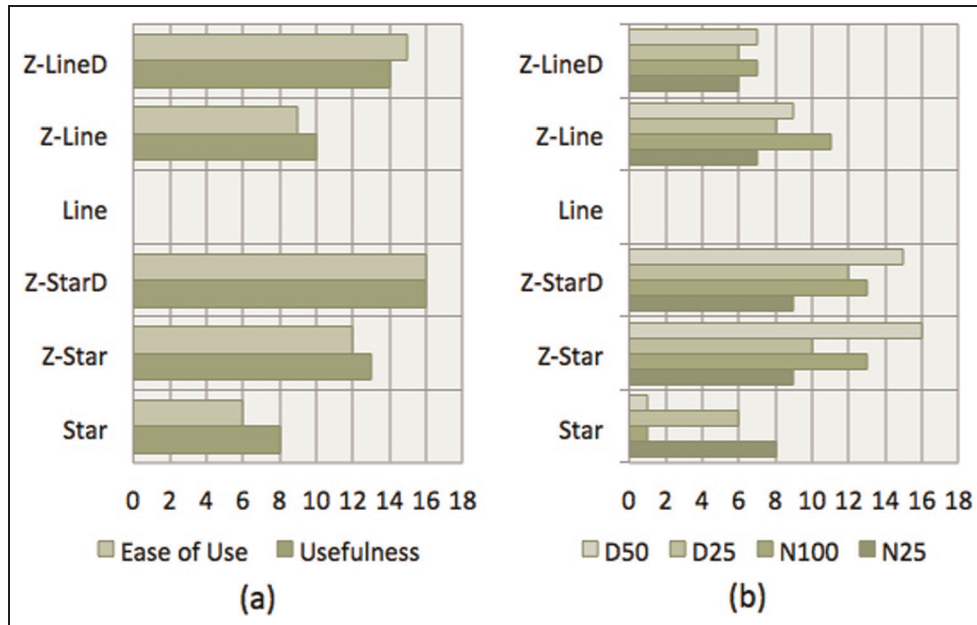 Z-LineD
Z-Line
Line
Z-StarD
Z-Star
Star
0 2 4 6 8 10 12 14 16 18
Ease of Use Usefulness
(a)
Z-LineD
Z-Line
Line
Z-StarD
Z-Star
Star
0 2 4 6 8 10 12 14 16 18
D50 D25 N100 N25
(b)